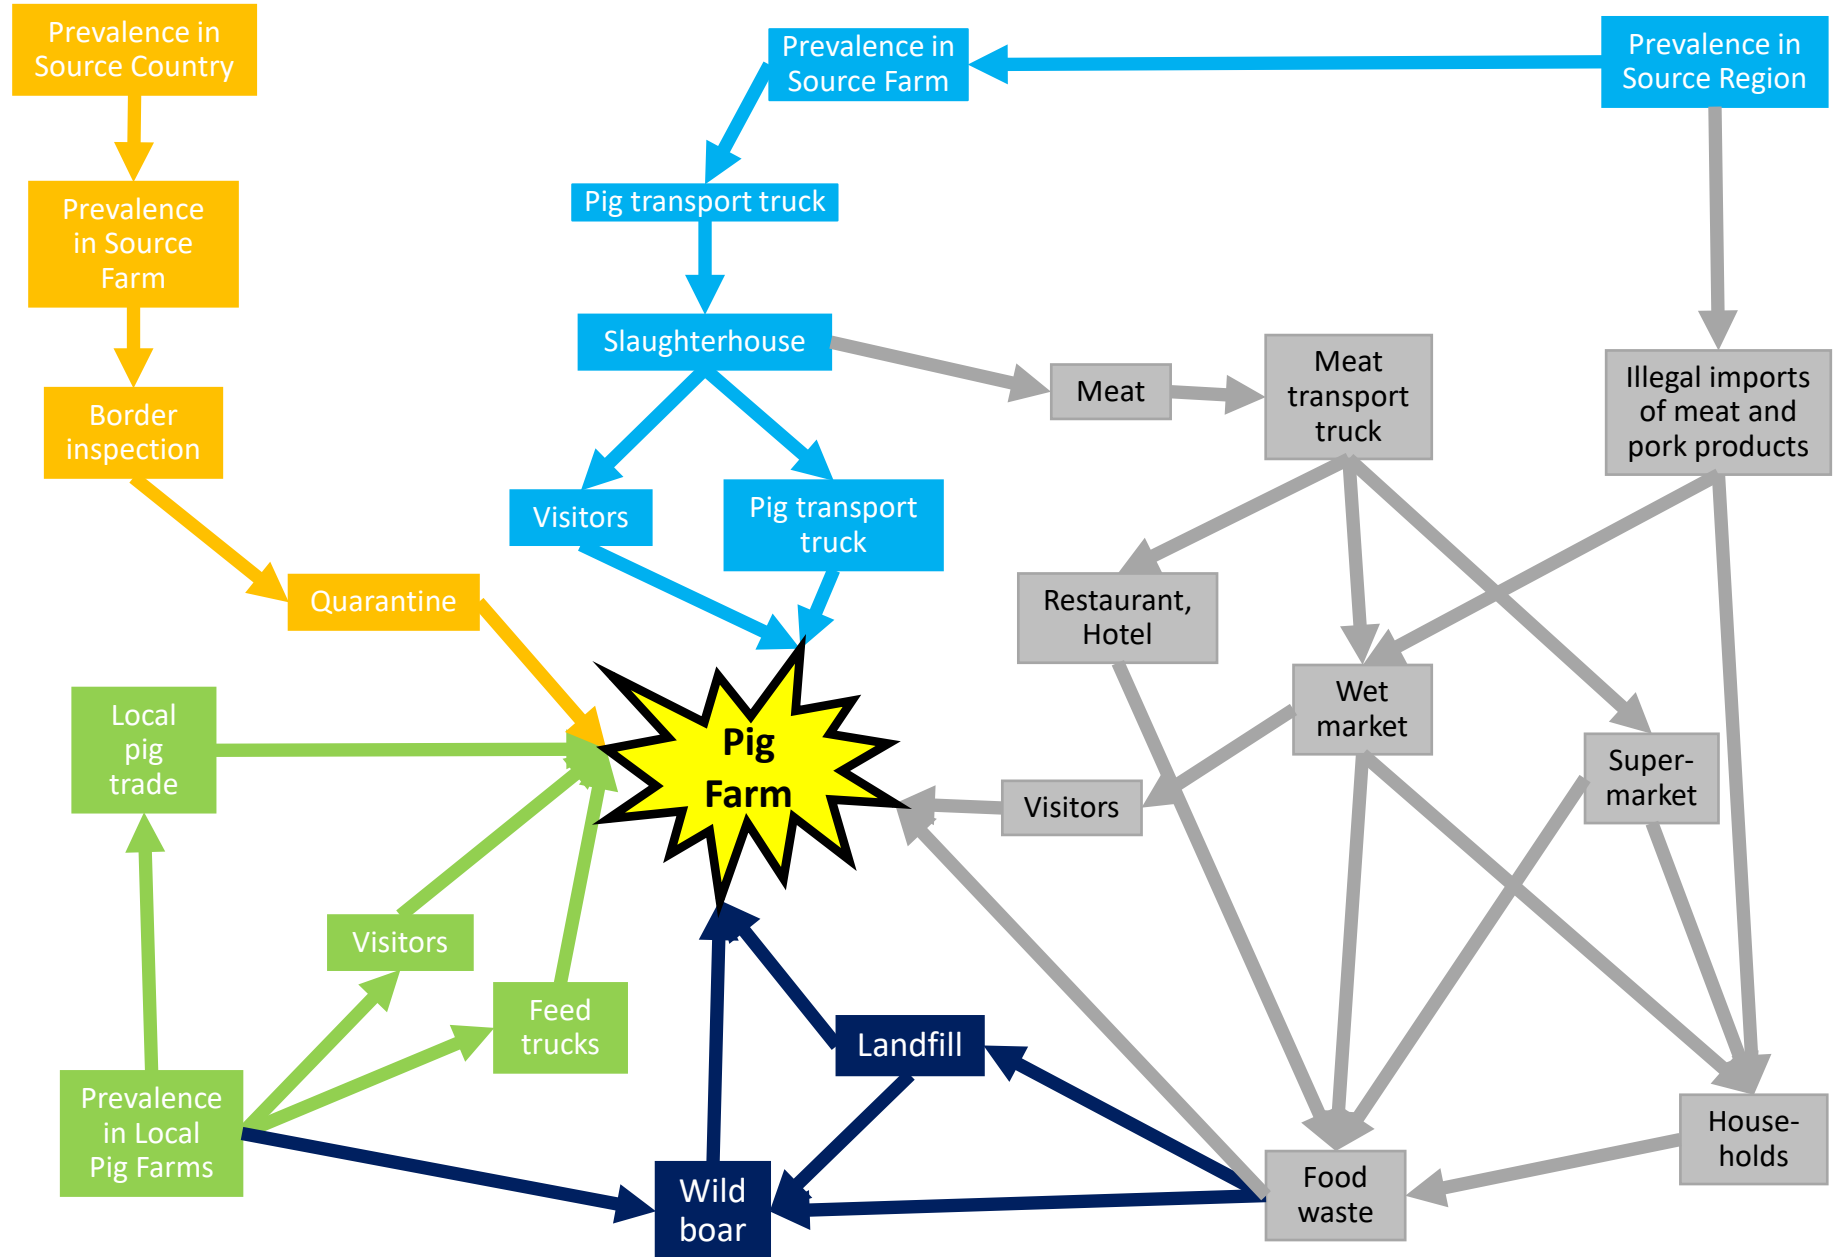 Prevalence in
Source Country
Prevalence in
Source Farm
Prevalence in
Source Region
Pig transport truck
Prevalence
in Source
Farm
Slaughterhouse
Meat
Meat
transport
truck
Illegal imports
of meat and
pork products
Border
inspection
Visitors
Pig transport
truck
Quarantine
Restaurant,
Hotel
Local
pig
trade
Pig
Farm
Wet
market
Super-
market
Visitors
Visitors
Feed
trucks
Landfill
Prevalence
in Local
Pig Farms
Wild
boar
Food
waste
House-
holds